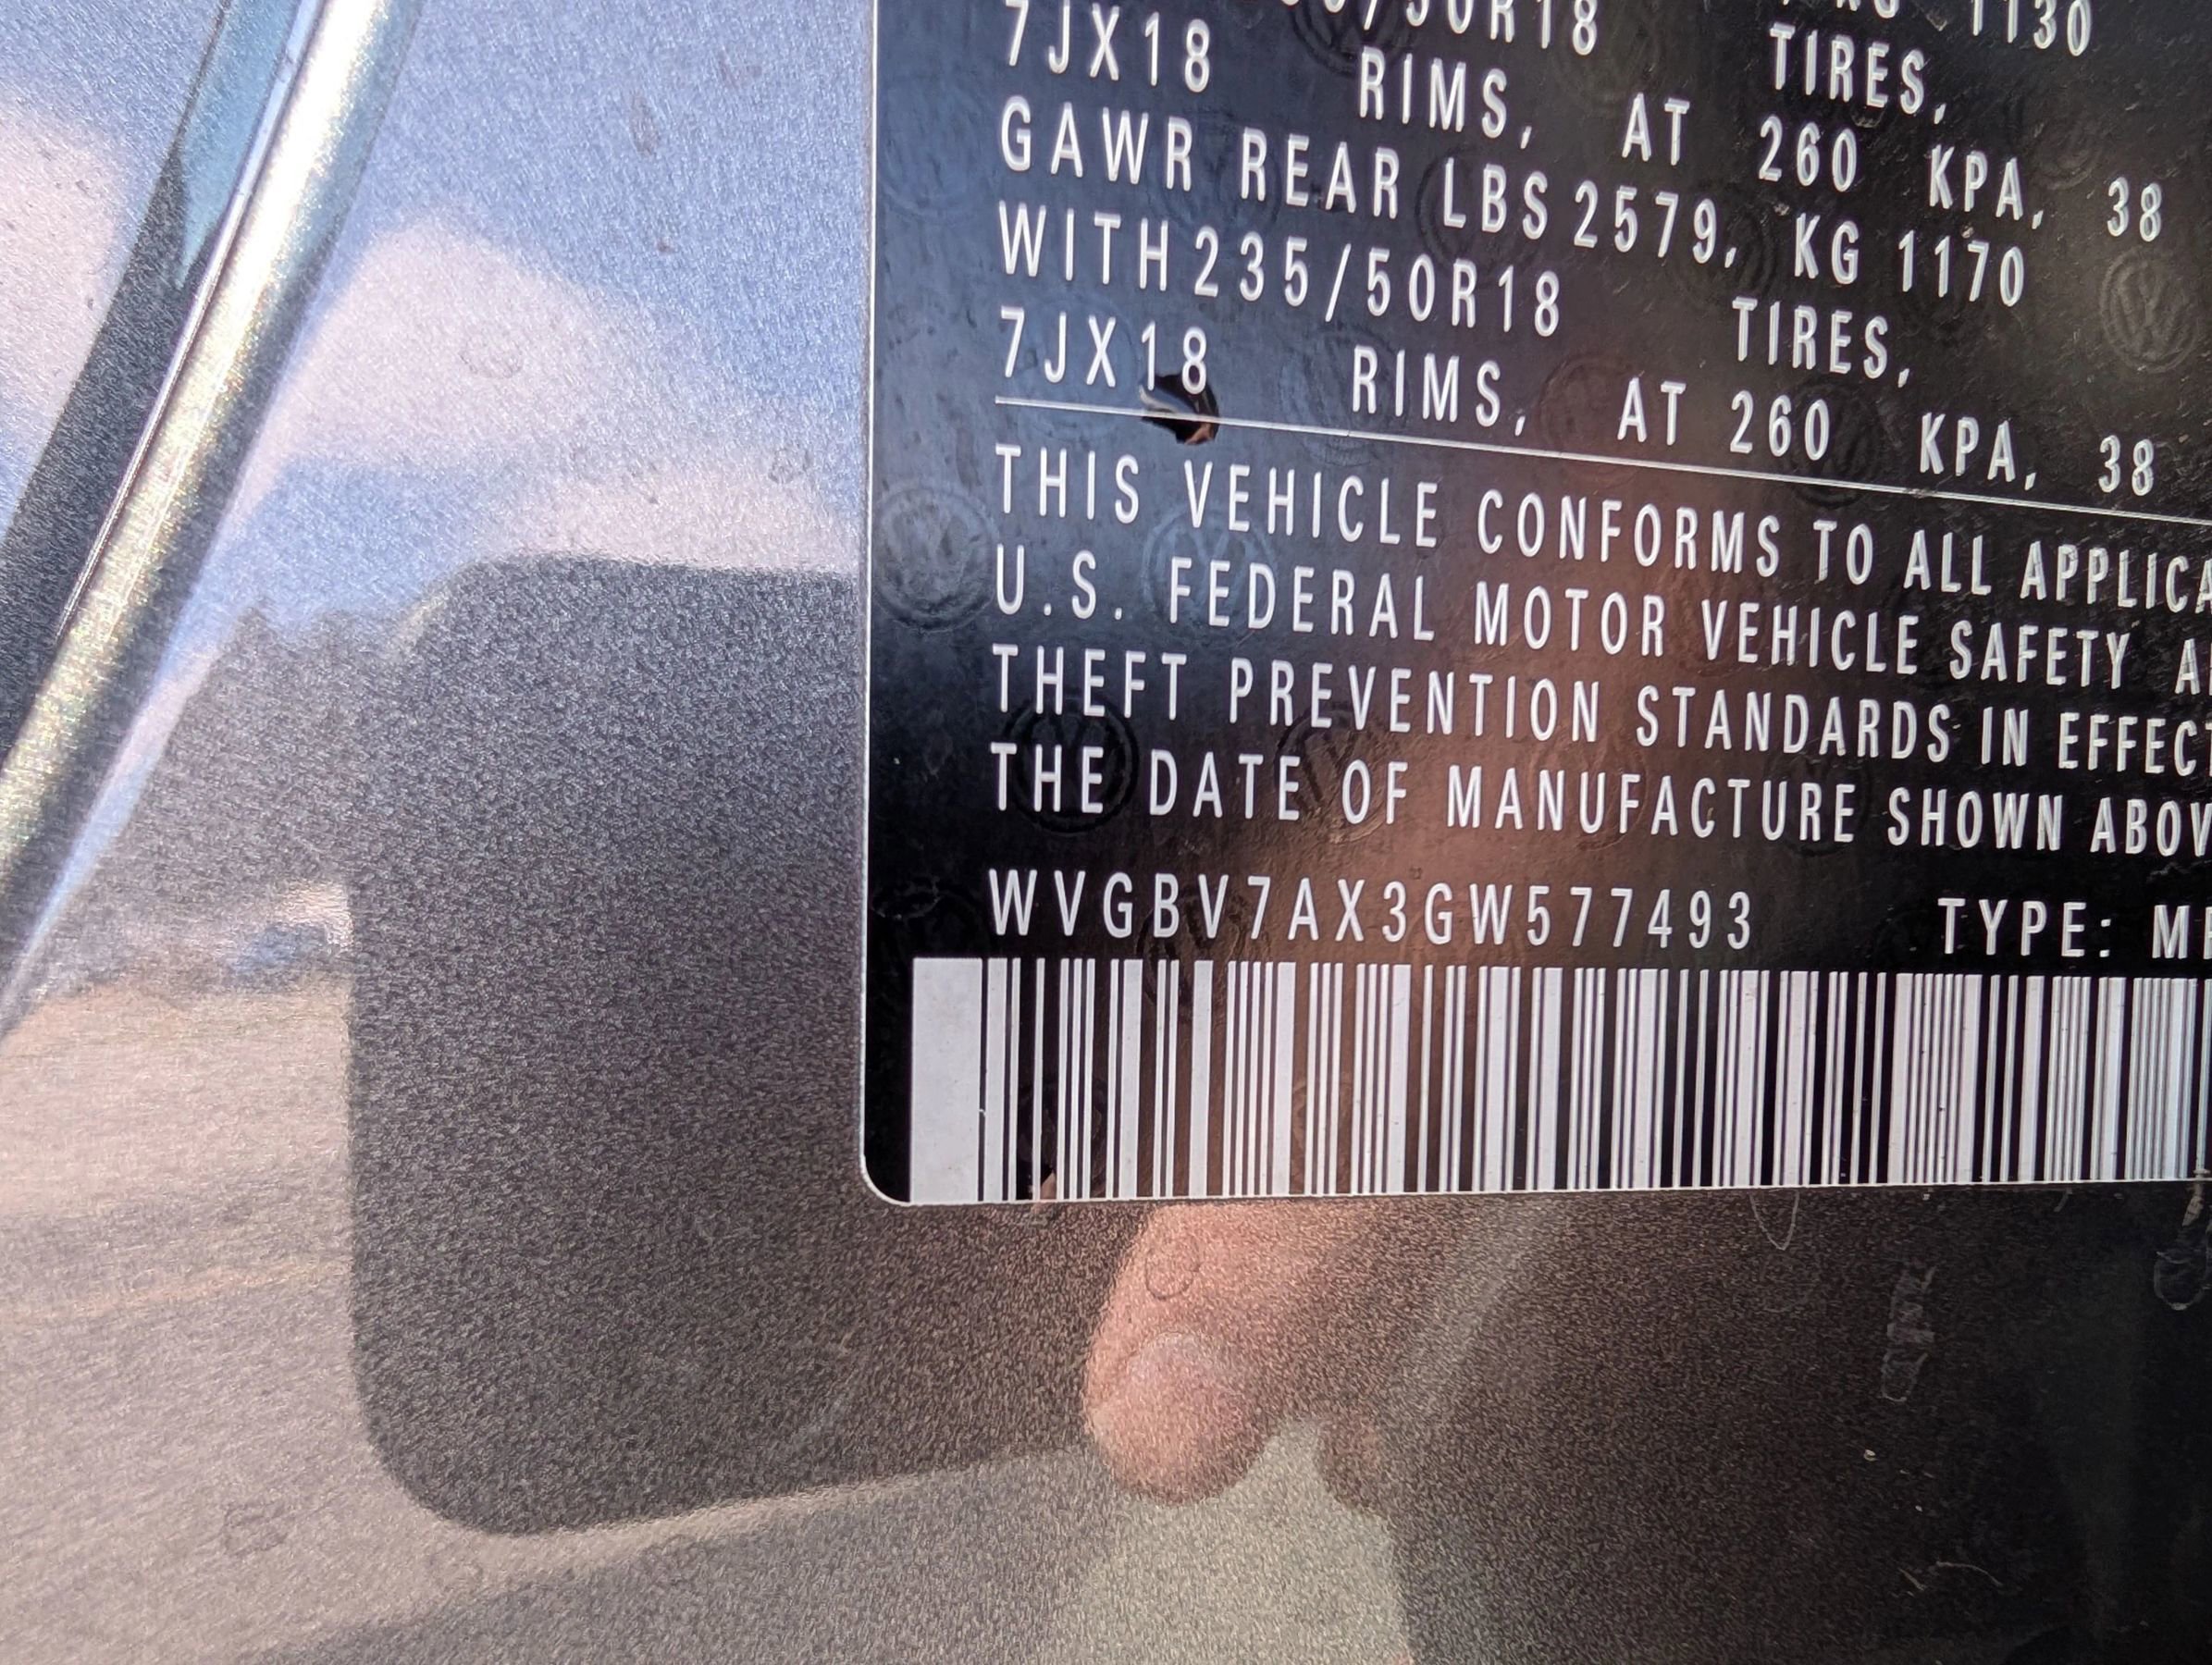 /50R18 TIRES,
7JX18 RIMS, AT 260 KPA, 38
GAWR REAR LBS 2579, KG 1170
WITH 235/50R18 TIRES,
7JX18 RIMS, AT 260 KPA, 38
THIS VEHICLE CONFORMS TO ALL APPLICA
U.S. FEDERAL MOTOR VEHICLE SAFETY A
THEFT PREVENTION STANDARDS IN EFFECT
THE DATE OF MANUFACTURE SHOWN ABOV
WVGBV7AX3GW577493 TYPE: M